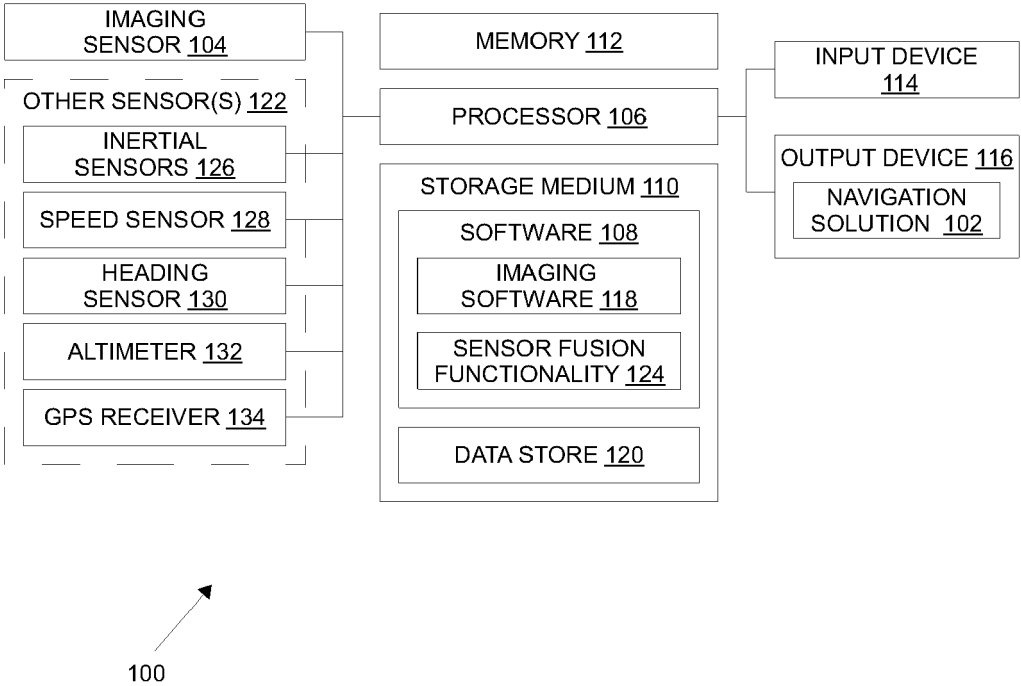 IMAGING
SENSOR 104
OTHER SENSOR(S) 122
INERTIAL
SENSORS 126
SPEED SENSOR 128
HEADING
SENSOR 130
ALTIMETER 132
GPS RECEIVER 134
MEMORY 112
PROCESSOR 106
STORAGE MEDIUM 110
SOFTWARE 108
IMAGING
SOFTWARE 118
SENSOR FUSION
FUNCTIONALITY 124
DATA STORE 120
INPUT DEVICE
114
OUTPUT DEVICE 116
NAVIGATION
SOLUTION 102
100